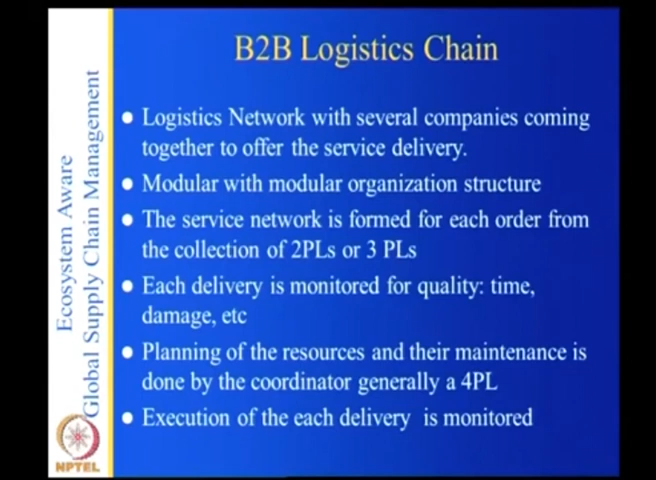 B2B Logistics Chain
Logistics Network with several companies coming
together to offer the service delivery.
Modular with modular organization structure
The service network is formed for each order from
the collection of 2PLs or 3 PLs
Each delivery is monitored for quality: time,
damage, etc
Planning of the resources and their maintenance is
done by the coordinator generally a 4PL
Execution of the each delivery is monitored
Ecosystem Aware
Global Supply Chain Management
NPTEL